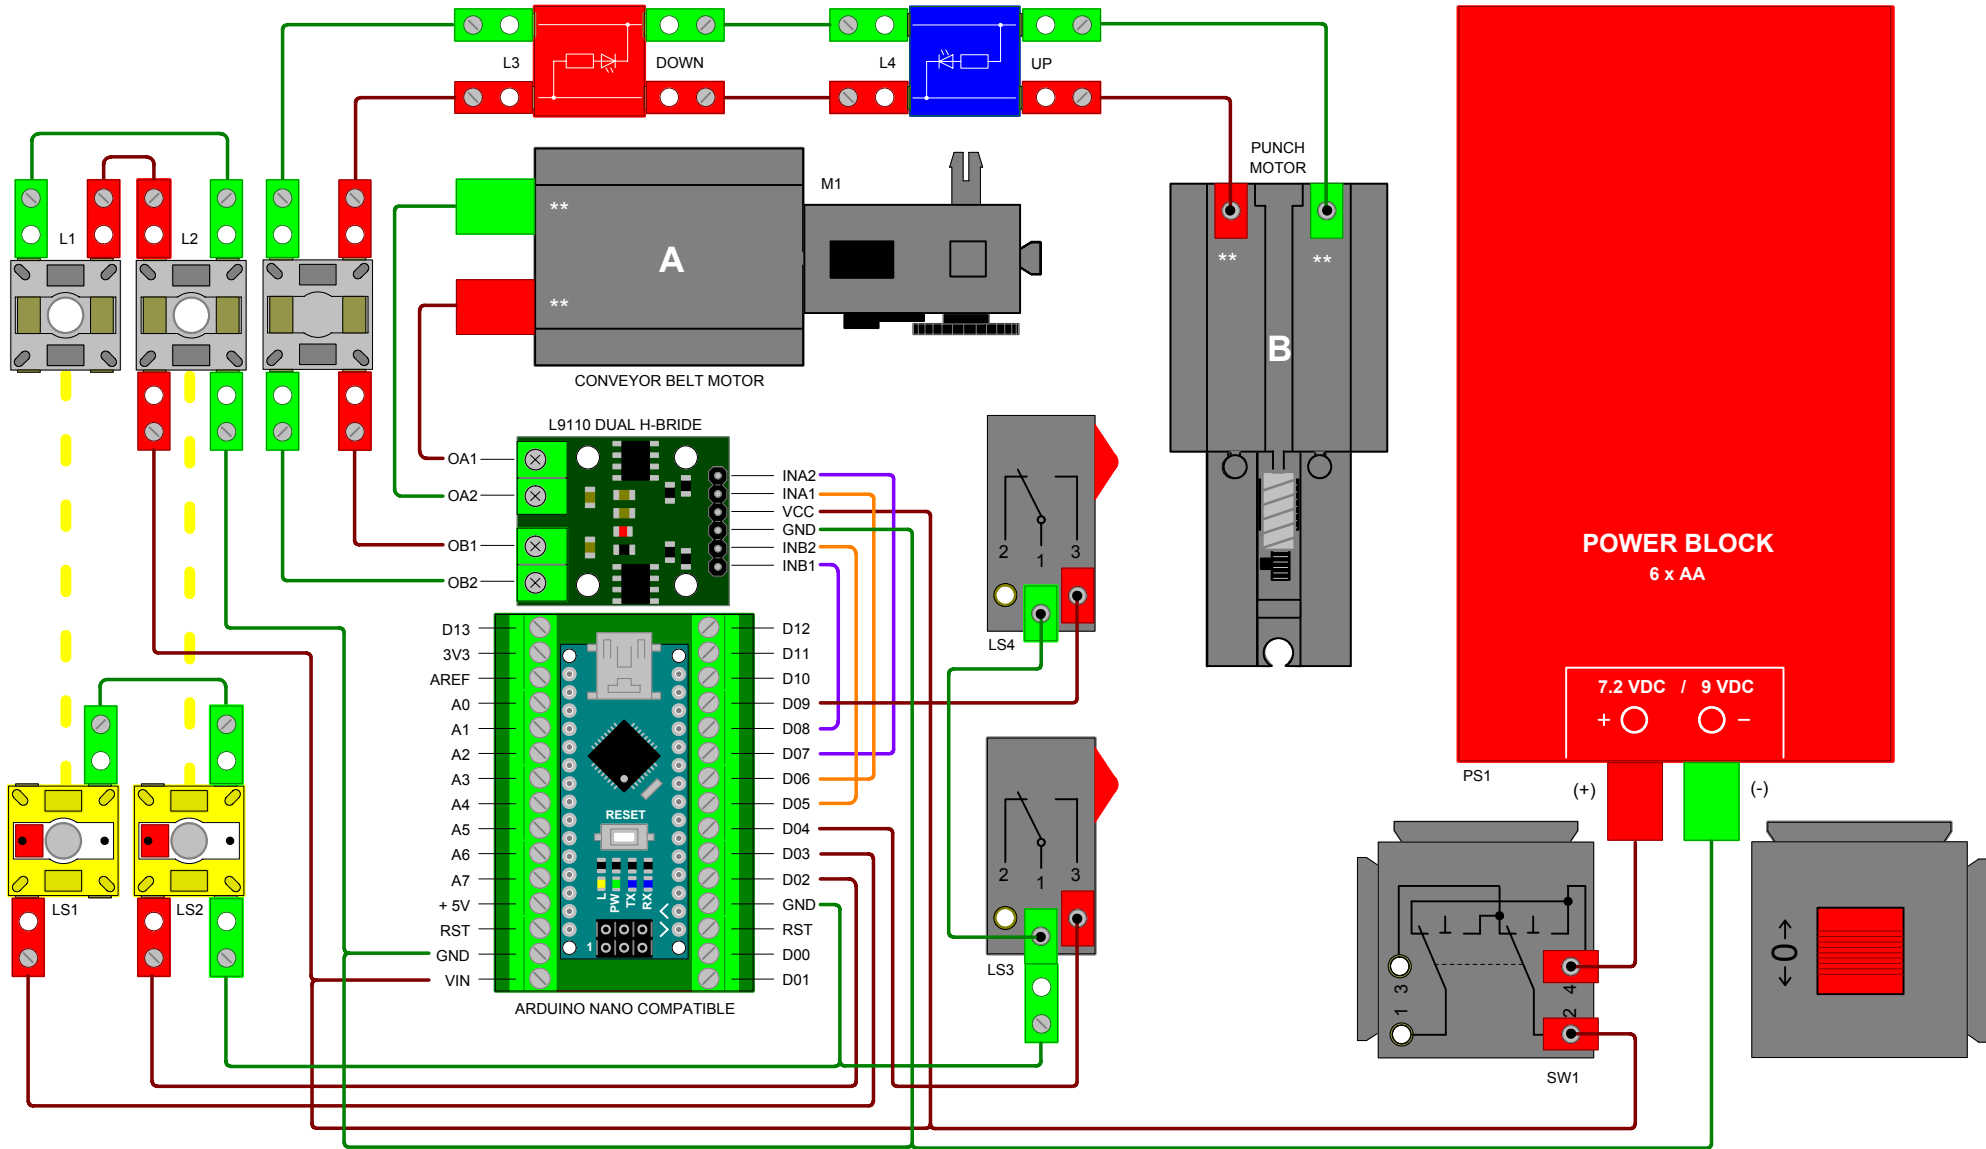 L3
DOWN
L4
UP
PUNCH
MOTOR
L1
L2
M1
**
**
A
CONVEYOR BELT MOTOR
**
**
B
L9110 DUAL H-BRIDE
OA1
OA2
OB1
OB2
INA2
INA1
VCC
GND
INB2
INB1
2
1
3
LS4
D13
3V3
AREF
A0
A1
A2
A3
A4
A5
A6
A7
+ 5V
RST
GND
VIN
RESET
L
PW
TX
RX
1
D12
D11
D10
D09
D08
D07
D06
D05
D04
D03
D02
GND
RST
D00
D01
ARDUINO NANO COMPATIBLE
2
1
3
LS3
LS1
LS2
POWER BLOCK
6 x AA
7.2 VDC / 9 VDC
+
−
PS1
(+)
(-)
3
1
4
2
SW1
←0→